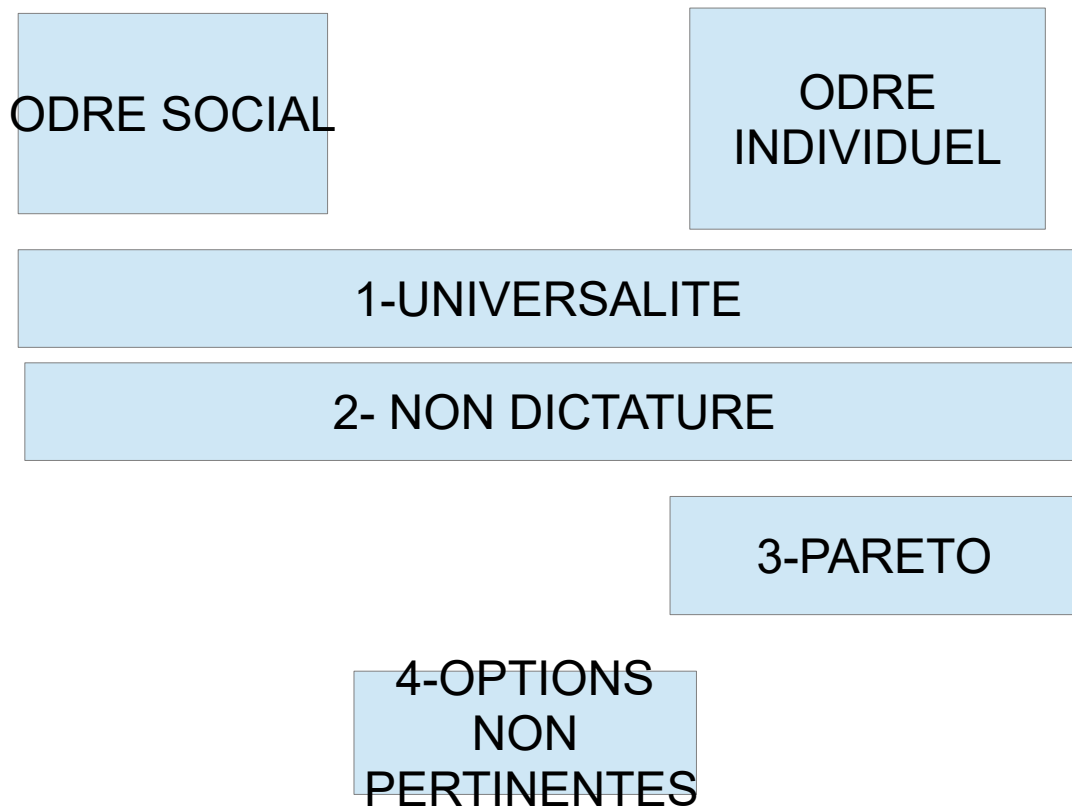 ODRE SOCIAL
ODRE
INDIVIDUEL
1-UNIVERSALITE
2- NON DICTATURE
3-PARETO
4-OPTIONS
NON
PERTINENTES